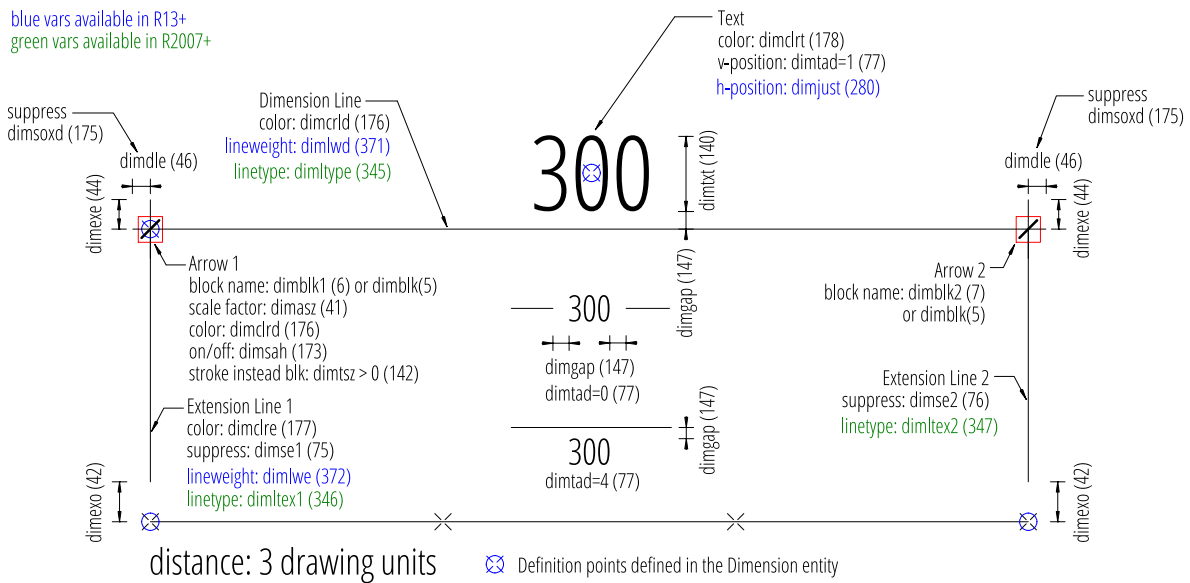 blue vars available in R13+
green vars available in R2007+
Text
color: dimclrt (178)
v-position: dimtad=1 (77)
h-position: dimjust (280)
suppress
dimsoxd (175)
Dimension Line
color: dimcrld (176)
lineweight: dimlwd (371)
linetype: dimltype (345)
suppress
dimsoxd (175)
dimdle (46)
300
dimtxt (140)
dimdle (46)
dimexe (44)
dimexe (44)
Arrow 1
block name: dimblk1 (6) or dimblk(5)
scale factor: dimasz (41)
color: dimclrd (176)
on/off: dimsah (173)
stroke instead blk: dimtsz > 0 (142)
dimgap (147)
300
dimgap (147)
dimtad=0 (77)
Arrow 2
block name: dimblk2 (7)
or dimblk(5)
Extension Line 1
color: dimclre (177)
suppress: dimse1 (75)
lineweight: dimlwe (372)
linetype: dimltex1 (346)
dimgap (147)
300
dimtad=4 (77)
Extension Line 2
suppress: dimse2 (76)
linetype: dimltex2 (347)
dimexo (42)
dimexo (42)
distance: 3 drawing units
Definition points defined in the Dimension entity